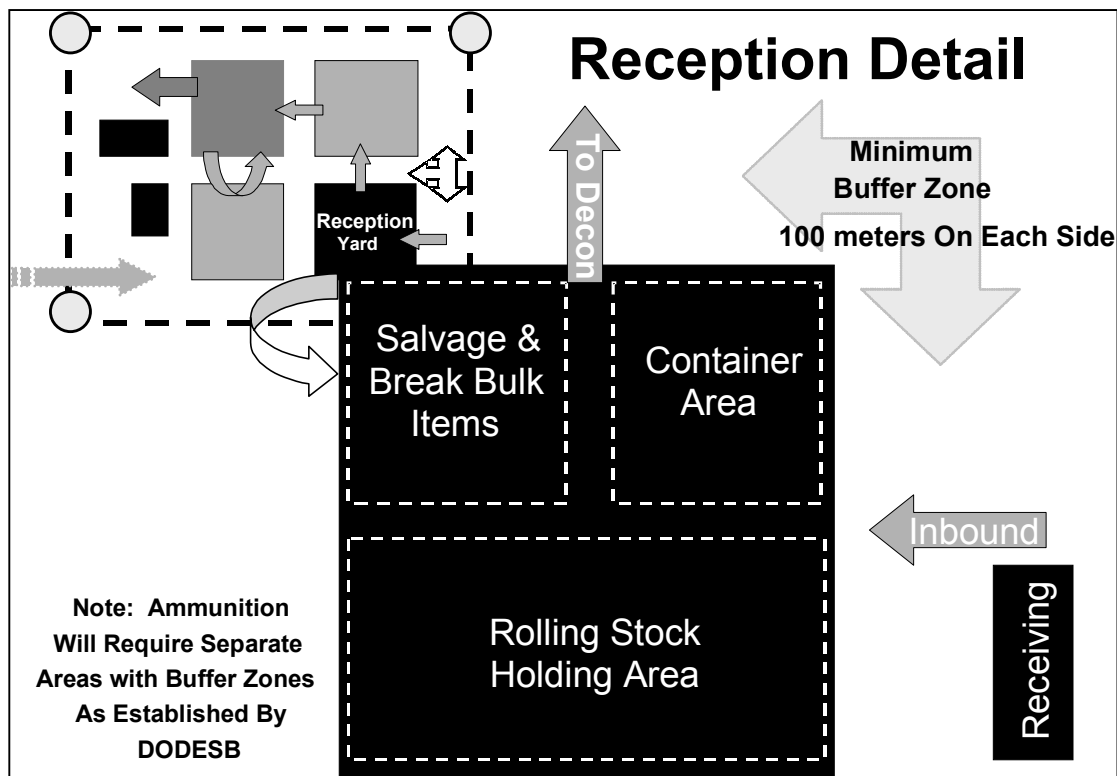 Reception Detail
Minimum
Buffer Zone
100 meters On Each Side
Reception
Yard
To Decon
Salvage &
Break Bulk
Items
Container
Area
Inbound
Receiving
Rolling Stock
Holding Area
Note: Ammunition
Will Require Separate
Areas with Buffer Zones
As Established By
DODESB